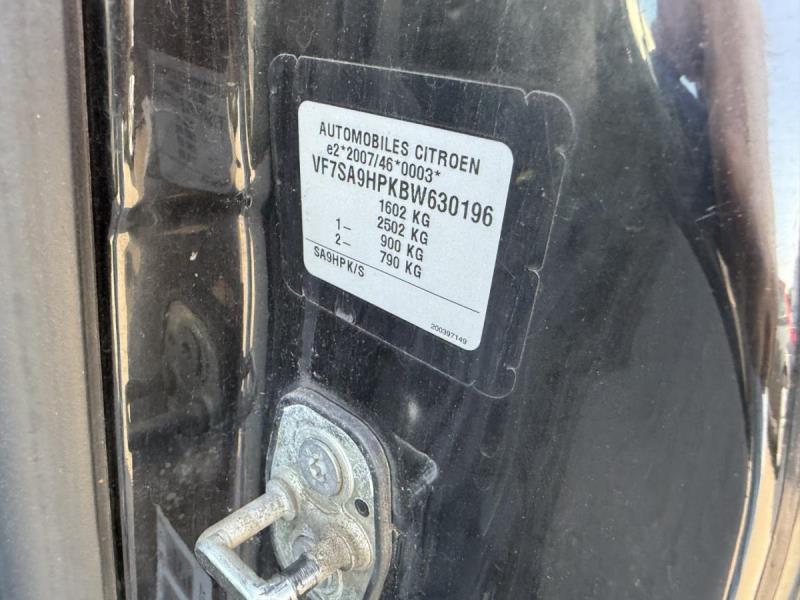 AUTOMOBILES CITROEN
e2*2007/46*0003*
VF7SA9HPKBW630196
1602 KG
2502 KG
1- 900 KG
2- 790 KG
SA9HPK/S
200397149